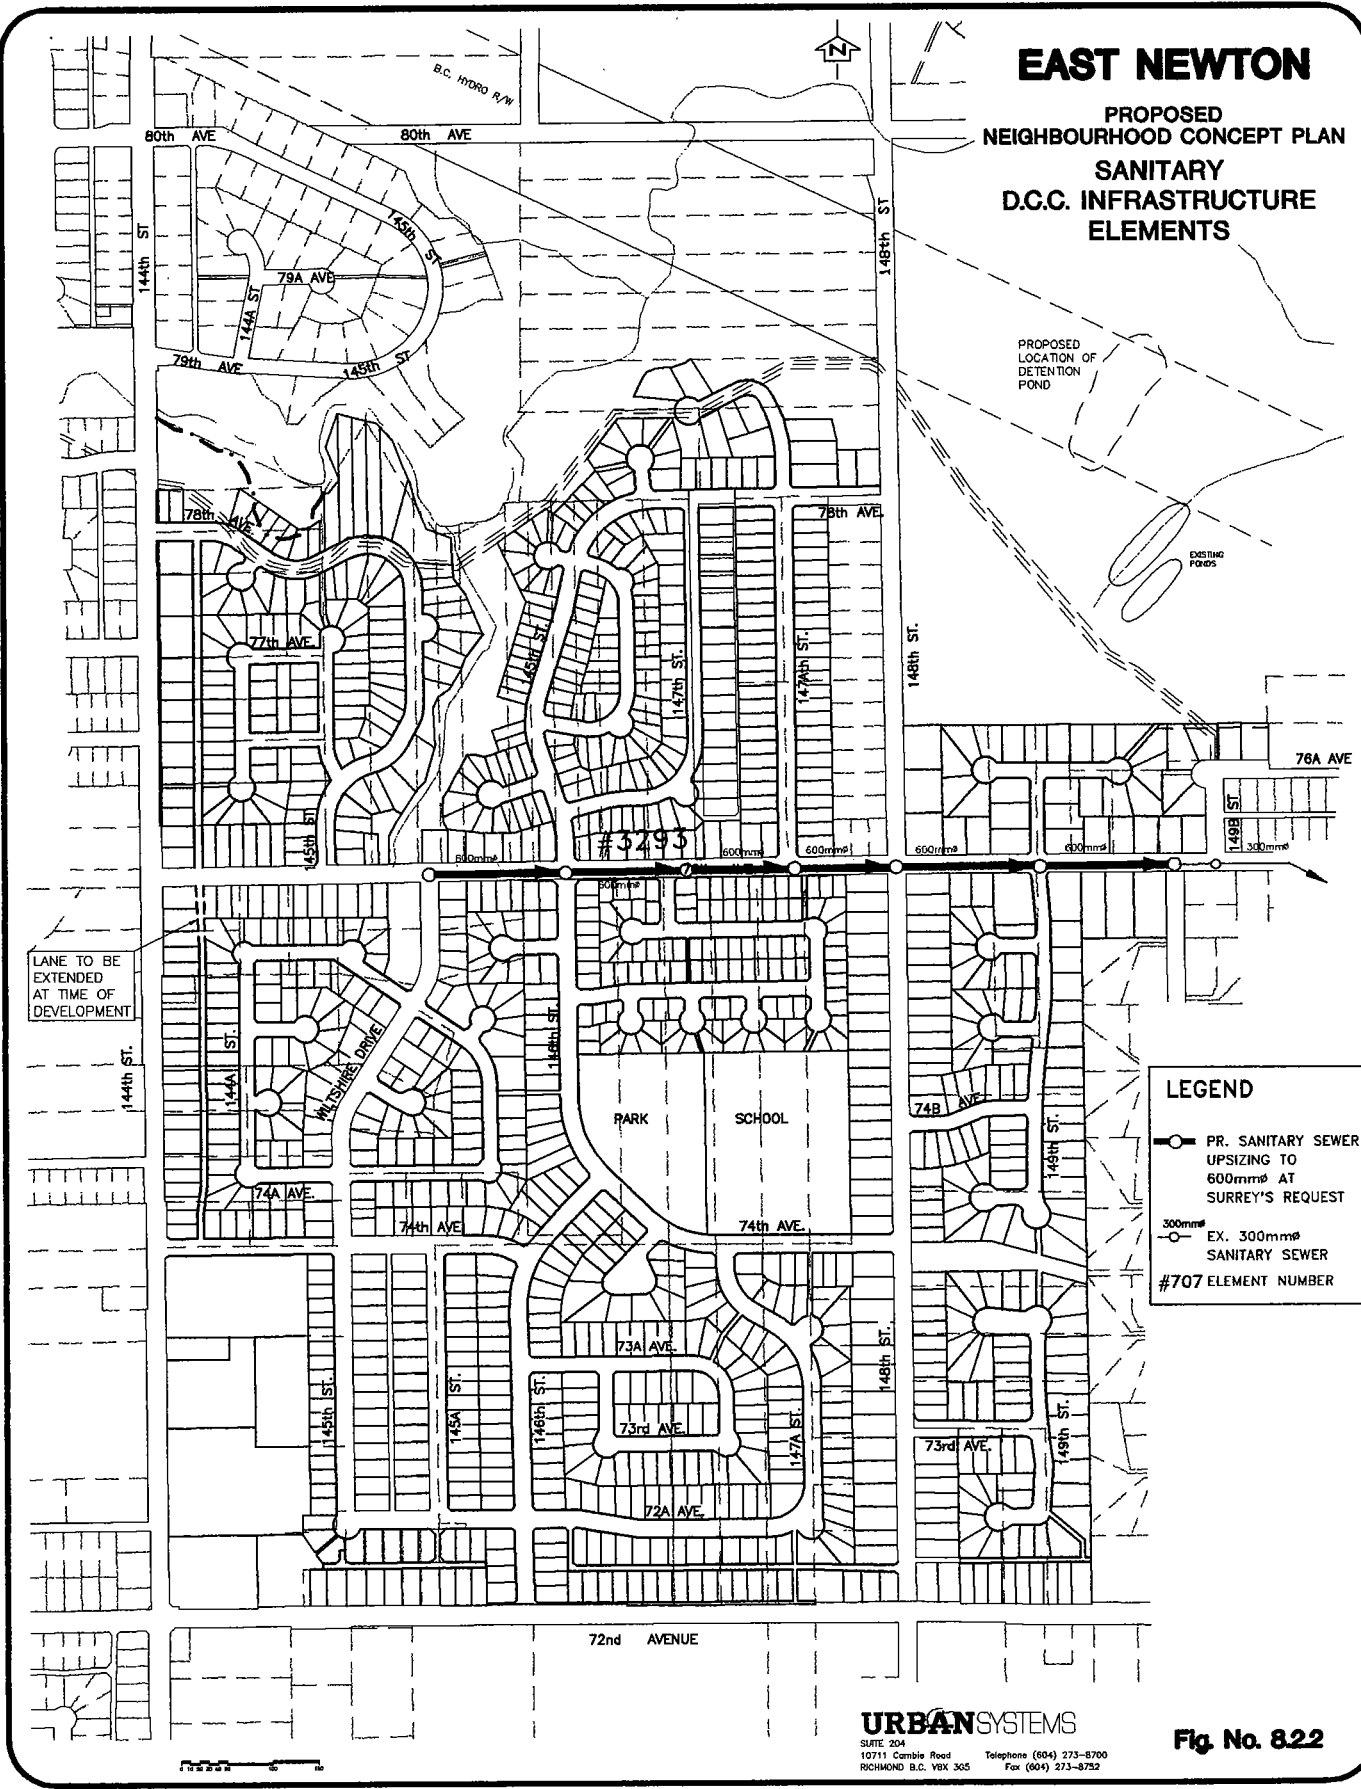 EAST NEWTON
PROPOSED
NEIGHBOURHOOD CONCEPT PLAN
SANITARY
D.C.C. INFRASTRUCTURE
ELEMENTS
N
B.C. HYDRO R/W
80th AVE
80th AVE
145th ST
144th ST
148th ST
79A AVE
144A ST
79th AVE
145th ST
PROPOSED
LOCATION OF
DETENTION
POND
EXISTING
PONDS
78th AVE.
78th AVE.
77th AVE.
145th ST.
147th ST.
147Ath ST.
148th ST.
76A AVE
149B ST
145th ST.
#3293
600mmø
600mmø
600mmø
600mmø
600mmø
600mmø
300mmø
LANE TO BE
EXTENDED
AT TIME OF
DEVELOPMENT
144th ST.
144A ST.
WILTSHIRE DRIVE
146th ST.
PARK
SCHOOL
74B AVE.
149th ST.
74A AVE.
74th AVE.
74th AVE.
LEGEND
PR. SANITARY SEWER
UPSIZING TO
600mmø AT
SURREY'S REQUEST
300mmø
EX. 300mmø
SANITARY SEWER
#707 ELEMENT NUMBER
73A AVE.
148th ST.
145th ST.
145A ST.
146th ST.
73rd AVE.
147A ST.
73rd AVE.
149th ST.
72A AVE.
72nd AVENUE
URBANSYSTEMS
SUITE 204
10711 Cambie Road Telephone (604) 273-8700
RICHMOND B.C. V6X 3G5 Fax (604) 273-8752
Fig. No. 8.2.2